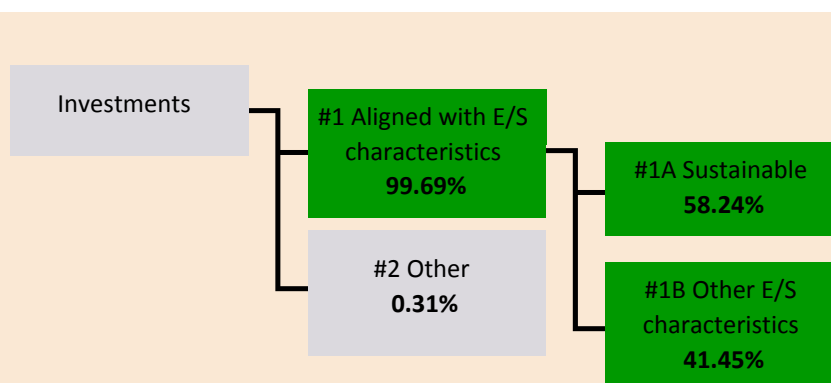 Investments
#1 Aligned with E/S
characteristics
99.69%
#2 Other
0.31%
#1A Sustainable
58.24%
#1B Other E/S
characteristics
41.45%